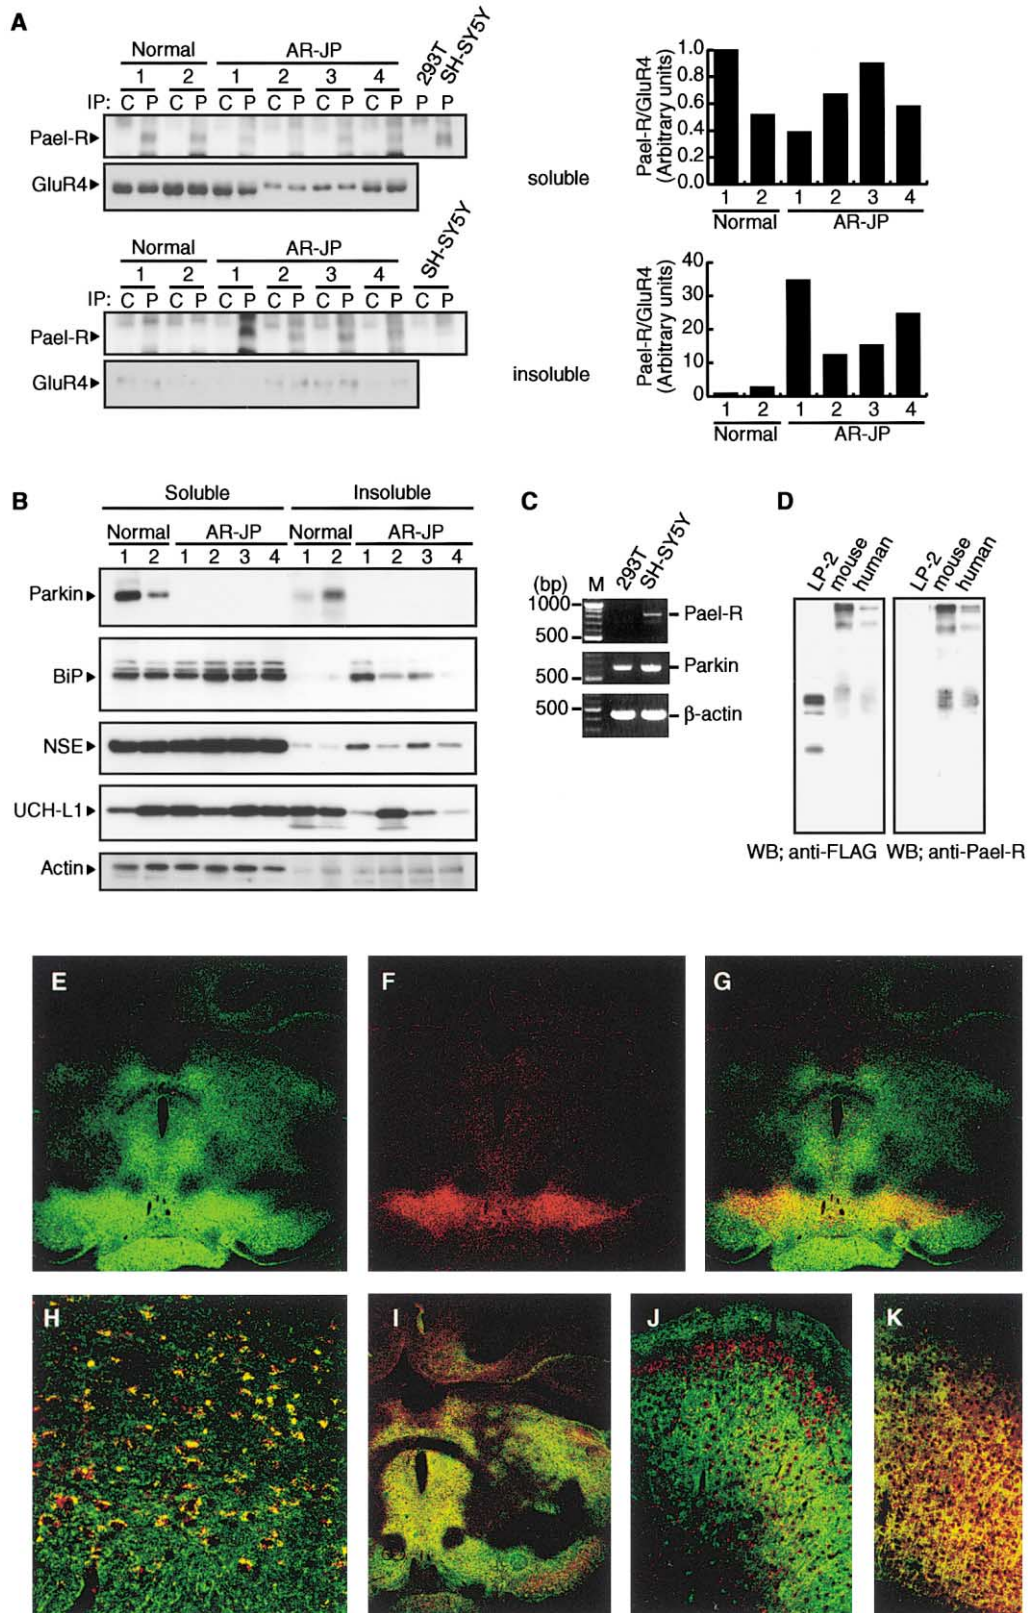 A
Normal AR-JP 293T SH-SY5Y
1 2 1 2 3 4
IP: C P C P C P C P C P C P P P
Pael-R
GluR4
soluble
Normal AR-JP SH-SY5Y
1 2 1 2 3 4
IP: C P C P C P C P C P C P C P
Pael-R
GluR4
insoluble
Pael-R/GluR4
(Arbitrary units)
1.0
0.8
0.6
0.4
0.2
0.0
1 2 1 2 3 4
Normal AR-JP
Pael-R/GluR4
(Arbitrary units)
40
30
20
10
0
1 2 1 2 3 4
Normal AR-JP
B
Soluble Insoluble
Normal AR-JP Normal AR-JP
1 2 1 2 3 4 1 2 1 2 3 4
Parkin
BiP
NSE
UCH-L1
Actin
C
(bp) M 293T SH-SY5Y
1000
500
Pael-R
500
Parkin
500
β-actin
D
LP-2 mouse human LP-2 mouse human
WB; anti-FLAG WB; anti-Pael-R
E
F
G
H
I
J
K